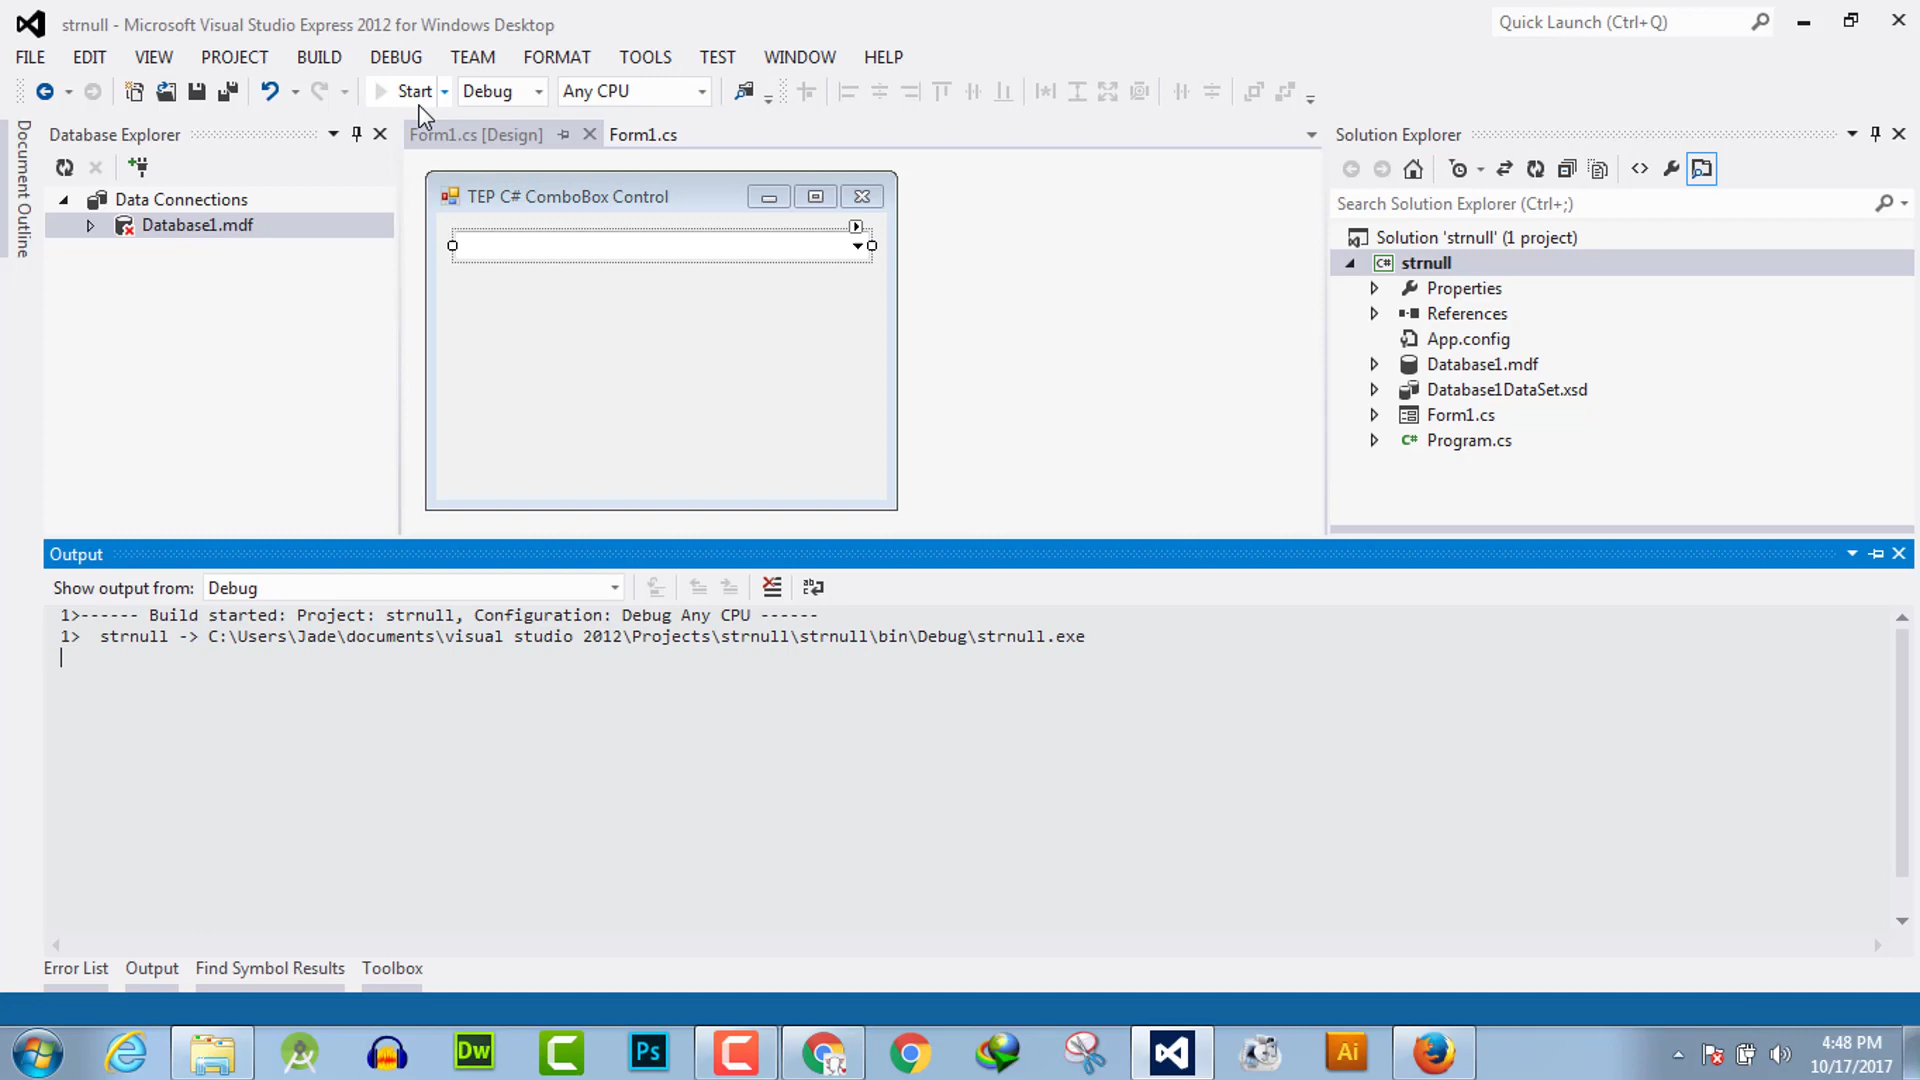 strnull - Microsoft Visual Studio Express 2012 for Windows Desktop
Quick Launch (Ctrl+Q)
FILE EDIT VIEW PROJECT BUILD DEBUG TEAM FORMAT TOOLS TEST WINDOW HELP
Start Debug Any CPU
Document Outline
Database Explorer
Data Connections
Database1.mdf
Form1.cs [Design] Form1.cs
TEP C# ComboBox Control
Solution Explorer
Search Solution Explorer (Ctrl+;)
Solution 'strnull' (1 project)
C# strnull
Properties
References
App.config
Database1.mdf
Database1DataSet.xsd
Form1.cs
C# Program.cs
Output
Show output from: Debug
1>------ Build started: Project: strnull, Configuration: Debug Any CPU ------
1>  strnull -> C:\Users\Jade\documents\visual studio 2012\Projects\strnull\strnull\bin\Debug\strnull.exe
Error List Output Find Symbol Results Toolbox
Dw Ps Ai
4:48 PM
10/17/2017